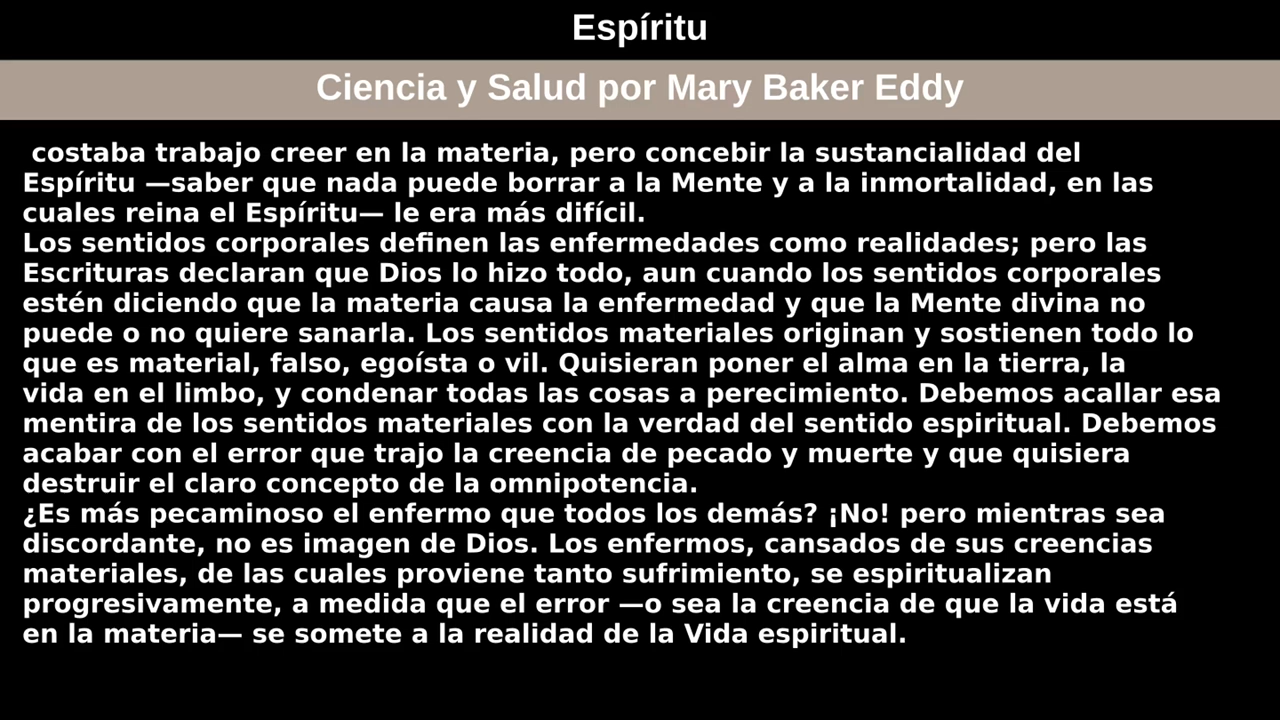 Espíritu
Ciencia y Salud por Mary Baker Eddy
costaba trabajo creer en la materia, pero concebir la sustancialidad del
Espíritu —saber que nada puede borrar a la Mente y a la inmortalidad, en las
cuales reina el Espíritu— le era más difícil.
Los sentidos corporales definen las enfermedades como realidades; pero las
Escrituras declaran que Dios lo hizo todo, aun cuando los sentidos corporales
estén diciendo que la materia causa la enfermedad y que la Mente divina no
puede o no quiere sanarla. Los sentidos materiales originan y sostienen todo lo
que es material, falso, egoísta o vil. Quisieran poner el alma en la tierra, la
vida en el limbo, y condenar todas las cosas a perecimiento. Debemos acallar esa
mentira de los sentidos materiales con la verdad del sentido espiritual. Debemos
acabar con el error que trajo la creencia de pecado y muerte y que quisiera
destruir el claro concepto de la omnipotencia.
¿Es más pecaminoso el enfermo que todos los demás? ¡No! pero mientras sea
discordante, no es imagen de Dios. Los enfermos, cansados de sus creencias
materiales, de las cuales proviene tanto sufrimiento, se espiritualizan
progresivamente, a medida que el error —o sea la creencia de que la vida está
en la materia— se somete a la realidad de la Vida espiritual.